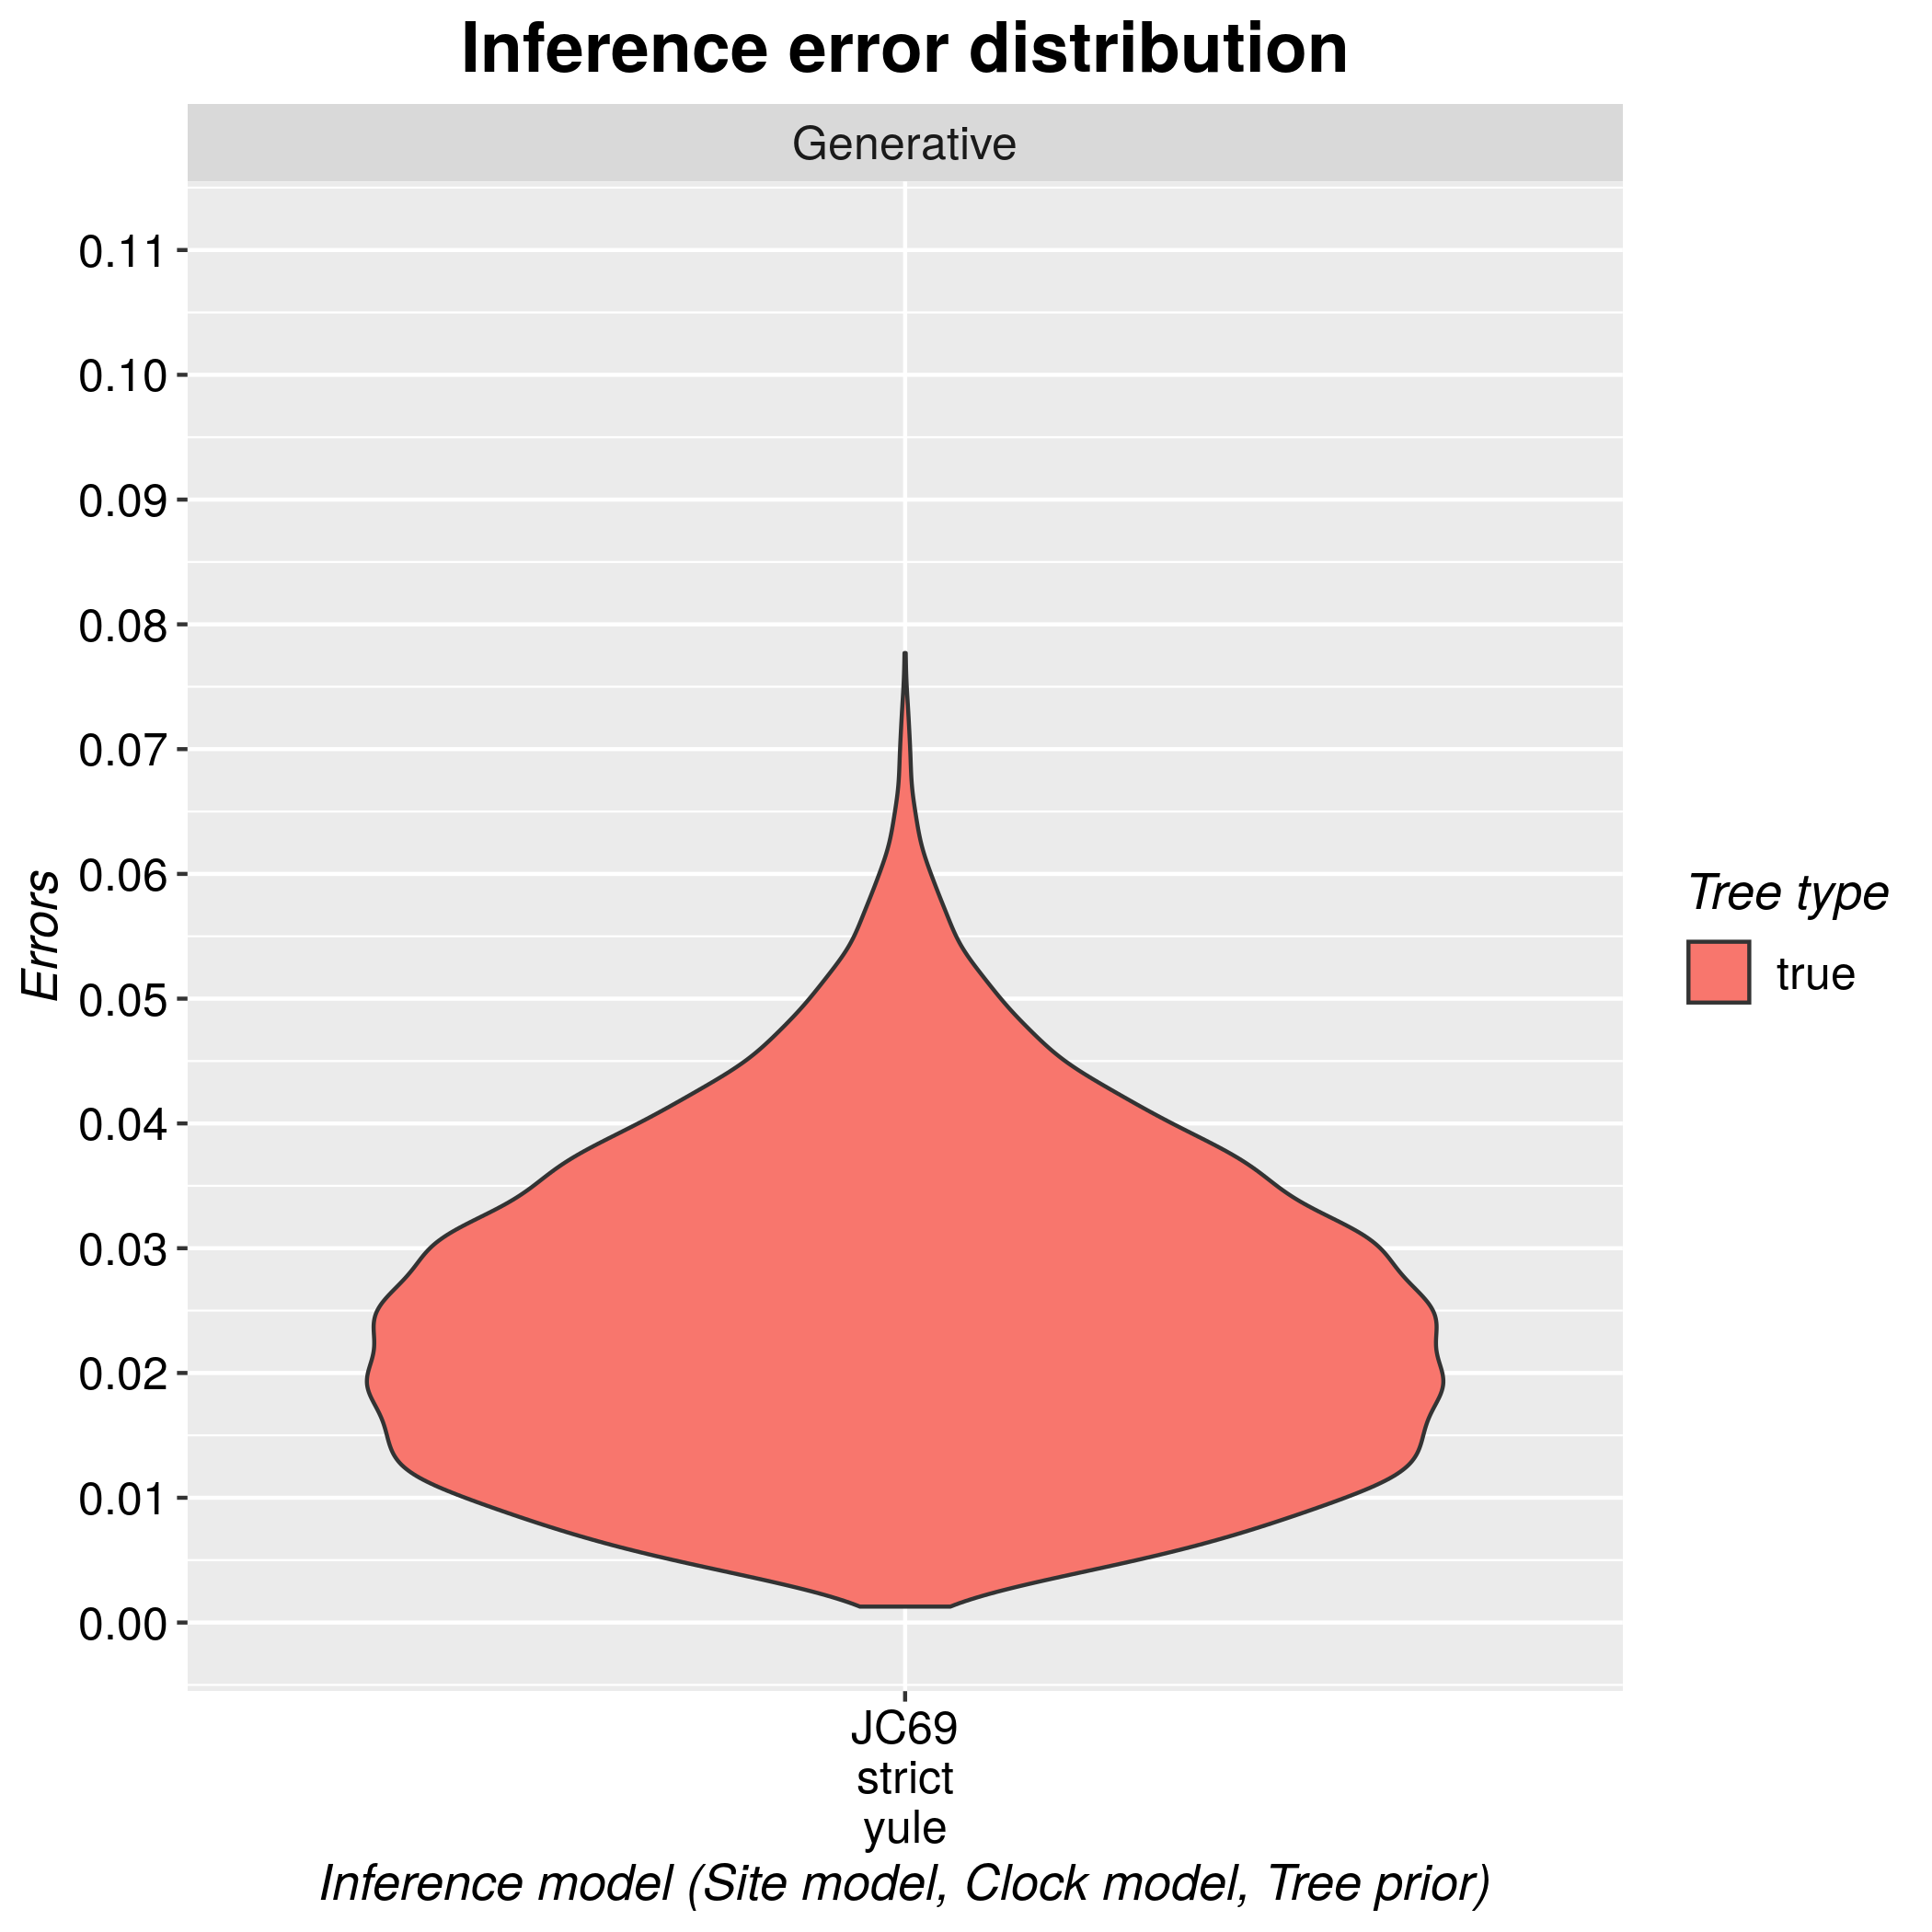 Inference error distribution
Generative
0.11
0.10
0.09
0.08
0.07
0.06
0.05
0.04
0.03
0.02
0.01
0.00
Errors
Tree type
true
JC69
strict
yule
Inference model (Site model, Clock model, Tree prior)